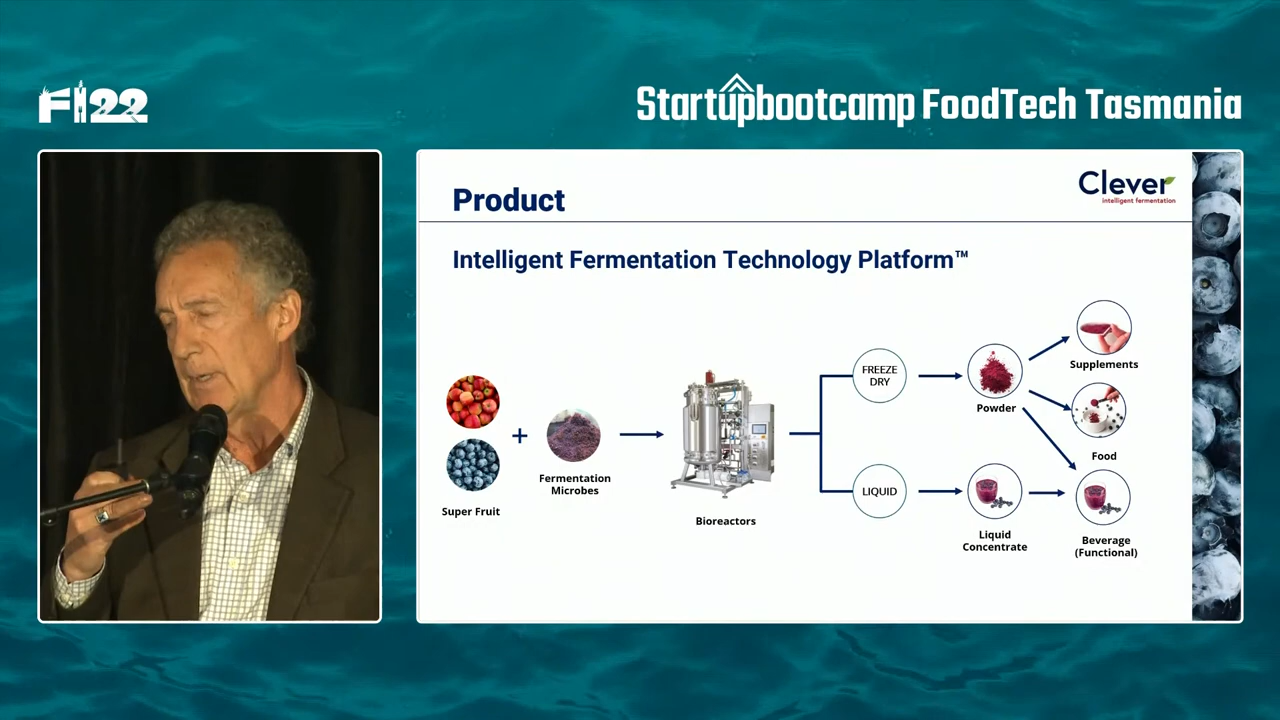 FI22
Startupbootcamp FoodTech Tasmania
Product
Clever
intelligent fermentation
Intelligent Fermentation Technology Platform™
Super Fruit
+
Fermentation
Microbes
Bioreactors
FREEZE
DRY
LIQUID
Powder
Liquid
Concentrate
Supplements
Food
Beverage
(Functional)